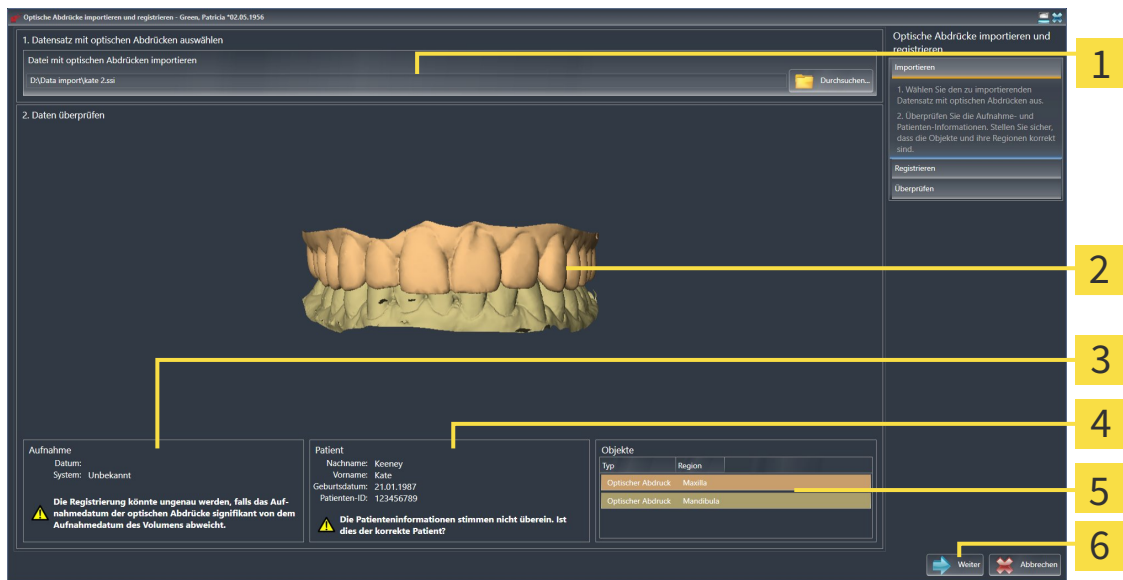 Optische Abdrücke importieren und registrieren - Green, Patricia *02.05.1956
1. Datensatz mit optischen Abdrücken auswählen
Datei mit optischen Abdrücken importieren
D:\Data import\kate 2.ssi
Durchsuchen...
2. Daten überprüfen
Aufnahme
Datum:
System: Unbekannt
Die Registrierung könnte ungenau werden, falls das Auf-
nahmedatum der optischen Abdrücke signifikant von dem
Aufnahmedatum des Volumens abweicht.
Patient
Nachname: Keeney
Vorname: Kate
Geburtsdatum: 21.01.1987
Patienten-ID: 123456789
Die Patienteninformationen stimmen nicht überein. Ist
dies der korrekte Patient?
Objekte
Typ Region
Optischer Abdruck Maxilla
Optischer Abdruck Mandibula
Optische Abdrücke importieren und
registrieren
Importieren
1. Wählen Sie den zu importierenden
Datensatz mit optischen Abdrücken aus.
2. Überprüfen Sie die Aufnahme- und
Patienten-Informationen. Stellen Sie sicher,
dass die Objekte und ihre Regionen korrekt
sind.
Registrieren
Überprüfen
Weiter
Abbrechen
1
2
3
4
5
6